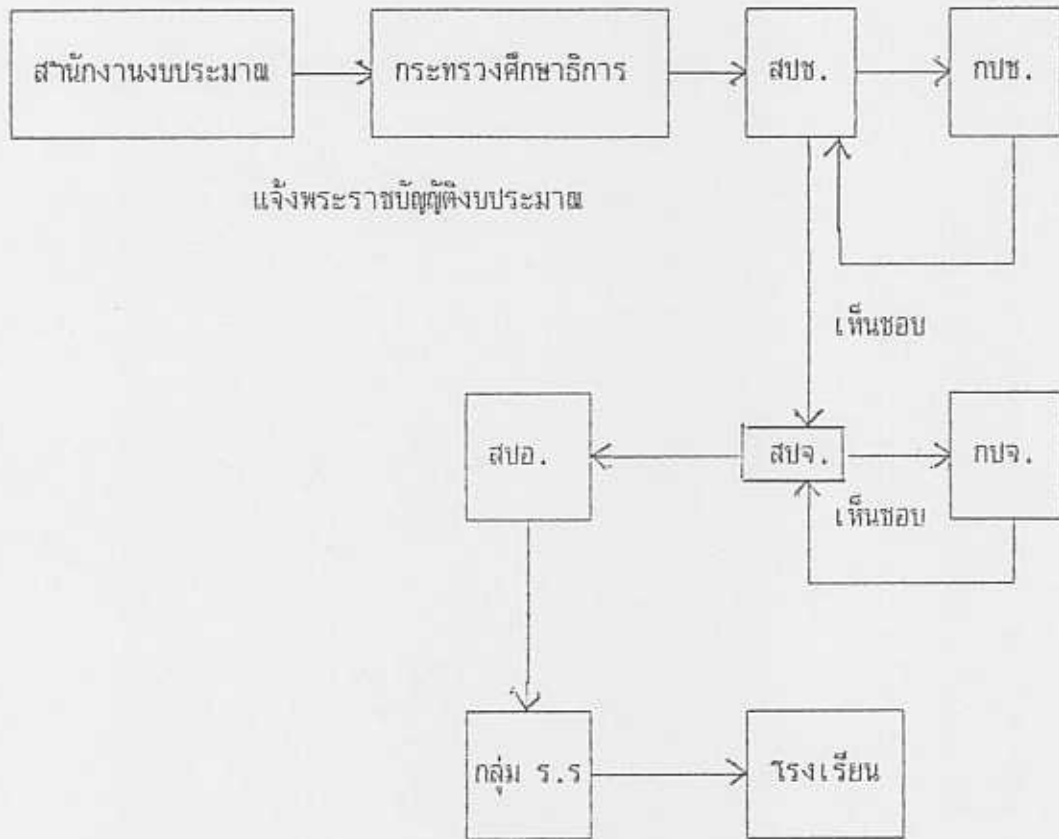 สำนักงานงบประมาณ
กระทรวงศึกษาธิการ
สปช.
กปช.
แจ้งพระราชบัญญัติงบประมาณ
เห็นชอบ
สปอ.
สปจ.
กปจ.
เห็นชอบ
กลุ่ม ร.ร
โรงเรียน